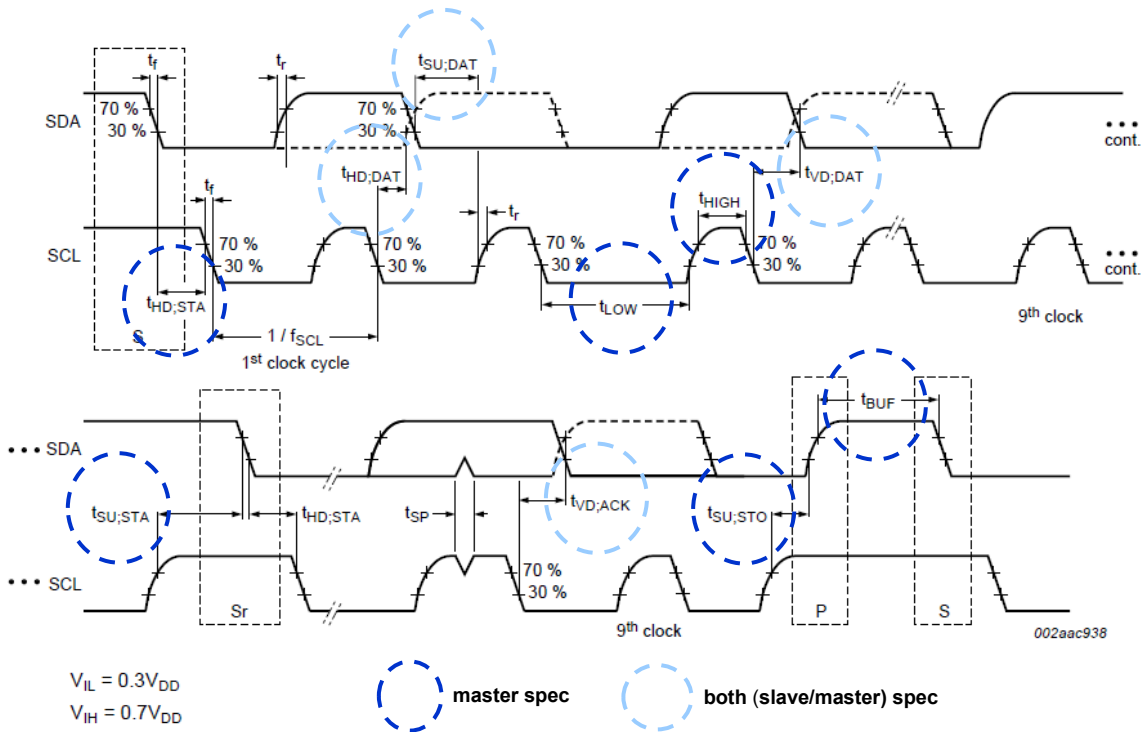 t_f
t_r
t_SU;DAT
70 %
30 %
70 %
30 %
SDA
••• cont.
t_HD;DAT
t_VD;DAT
t_f
t_r
t_HIGH
70 %
30 %
70 %
30 %
70 %
30 %
70 %
30 %
SCL
••• cont.
t_HD;STA
t_LOW
S
1 / f_SCL
1st clock cycle
9th clock
t_BUF
••• SDA
t_SU;STA
t_HD;STA
t_SP
t_VD;ACK
t_SU;STO
70 %
30 %
••• SCL
Sr
P
S
9th clock
002aac938
V_IL = 0.3V_DD
V_IH = 0.7V_DD
master spec
both (slave/master) spec